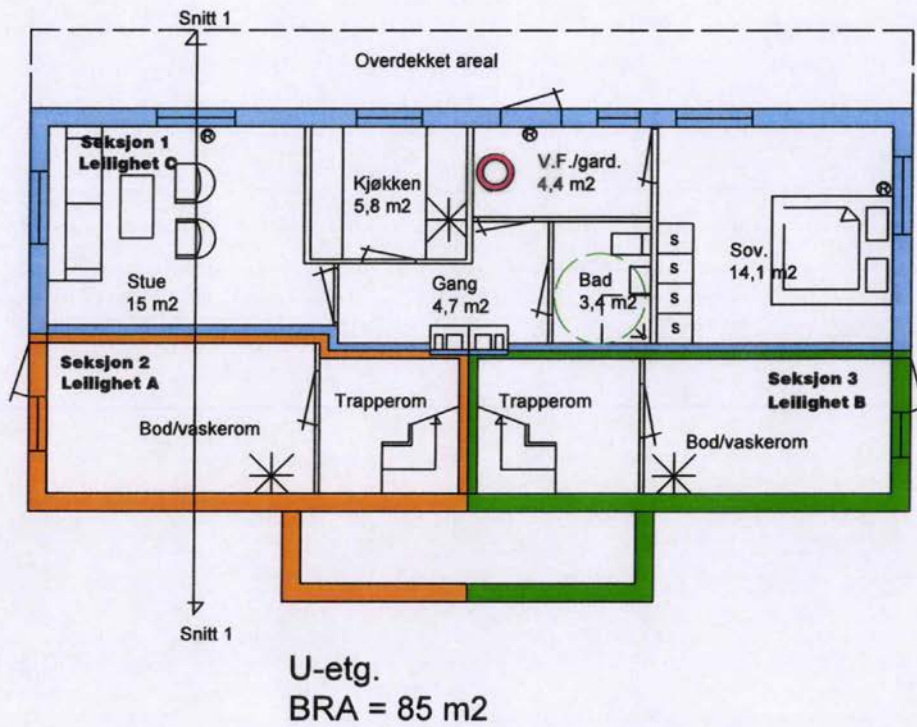 Snitt 1
Overdekket areal
Seksjon 1
Leilighet C
Kjøkken
5,8 m2
V.F./gard.
4,4 m2
Stue
15 m2
Gang
4,7 m2
Bad
3,4 m2
S
S
S
S
Sov.
14,1 m2
R
R
R
Seksjon 2
Leilighet A
Bod/vaskerom
Trapperom
Trapperom
Seksjon 3
Leilighet B
Bod/vaskerom
Snitt 1
U-etg.
BRA = 85 m2